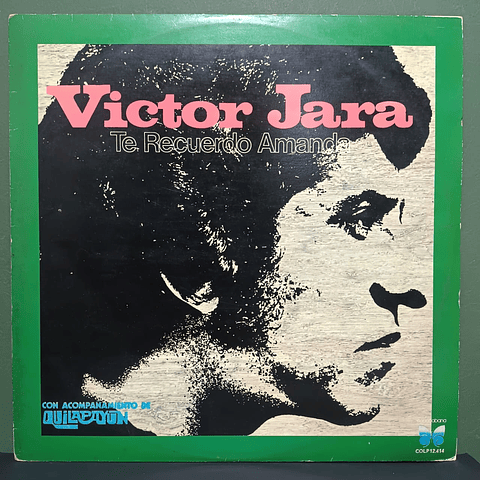 Victor Jara
Te Recuerdo Amanda
CON ACOMPAÑAMIENTO DE
QUILAPAYUN
COLP 12.414